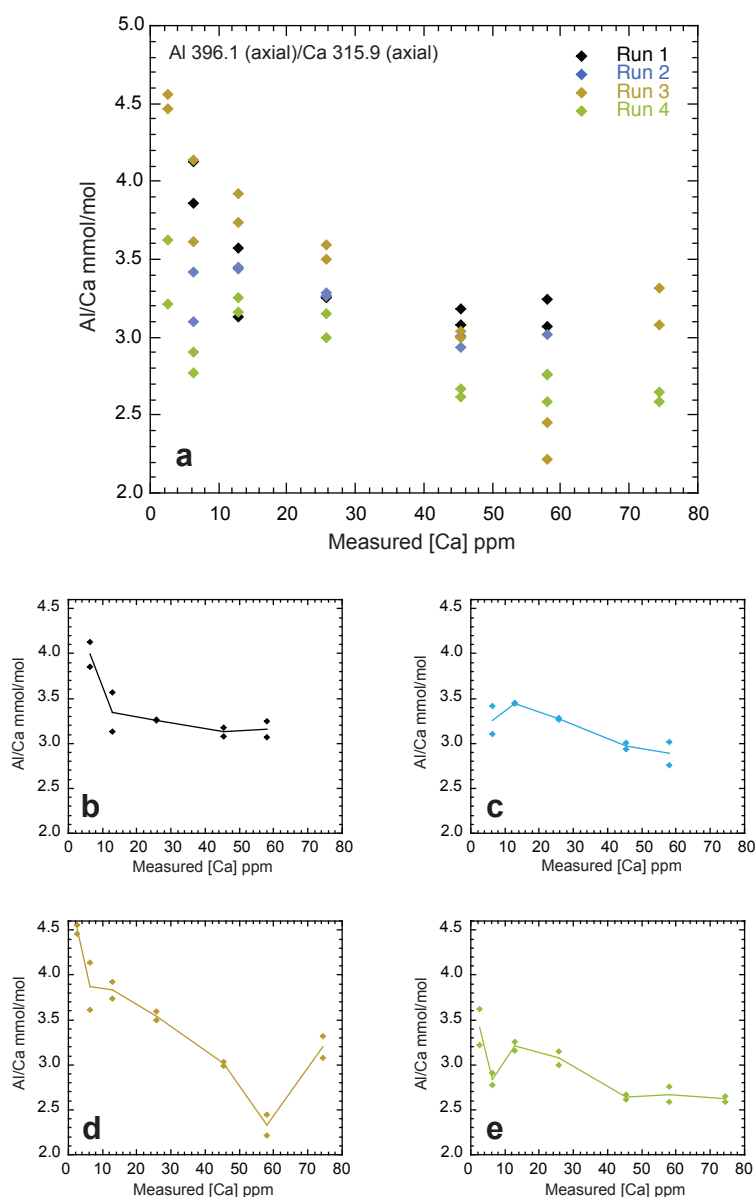 Al 396.1 (axial)/Ca 315.9 (axial)
Run 1
Run 2
Run 3
Run 4
5.0
4.5
4.0
3.5
3.0
2.5
2.0
Al/Ca mmol/mol
a
0 10 20 30 40 50 60 70 80
Measured [Ca] ppm
4.5
4.0
3.5
3.0
2.5
2.0
Al/Ca mmol/mol
b
0 10 20 30 40 50 60 70 80
Measured [Ca] ppm
4.5
4.0
3.5
3.0
2.5
2.0
Al/Ca mmol/mol
c
0 10 20 30 40 50 60 70 80
Measured [Ca] ppm
4.5
4.0
3.5
3.0
2.5
2.0
Al/Ca mmol/mol
d
0 10 20 30 40 50 60 70 80
Measured [Ca] ppm
4.5
4.0
3.5
3.0
2.5
2.0
Al/Ca mmol/mol
e
0 10 20 30 40 50 60 70 80
Measured [Ca] ppm